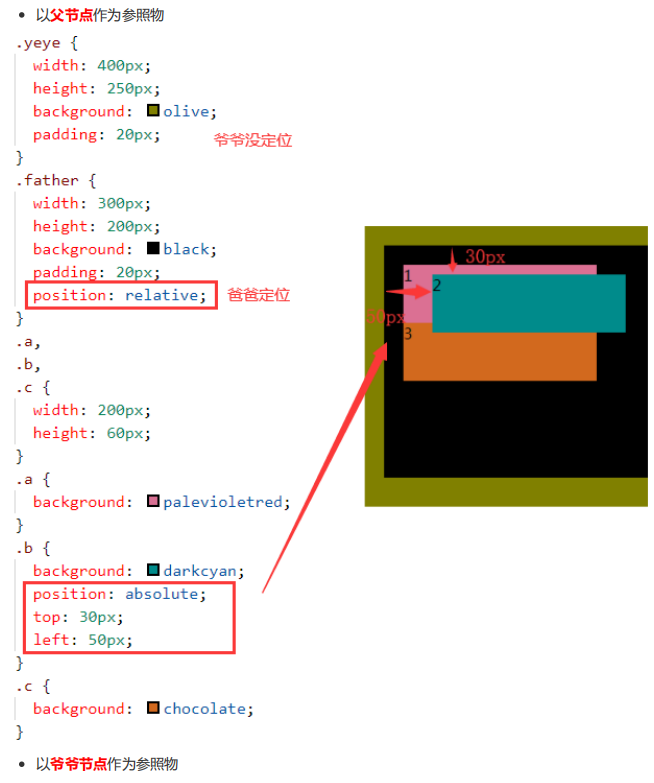 以父节点作为参照物
.yeye {
width: 400px;
height: 250px;
background: olive;
padding: 20px;
爷爷没定位
}
.father {
width: 300px;
height: 200px;
background: black;
padding: 20px;
position: relative; 爸爸定位
}
.a,
.b,
.c {
width: 200px;
height: 60px;
}
.a {
background: palevioletred;
}
.b {
background: darkcyan;
position: absolute;
top: 30px;
left: 50px;
}
.c {
background: chocolate;
}
30px
1
2
50px
3
以爷爷节点作为参照物